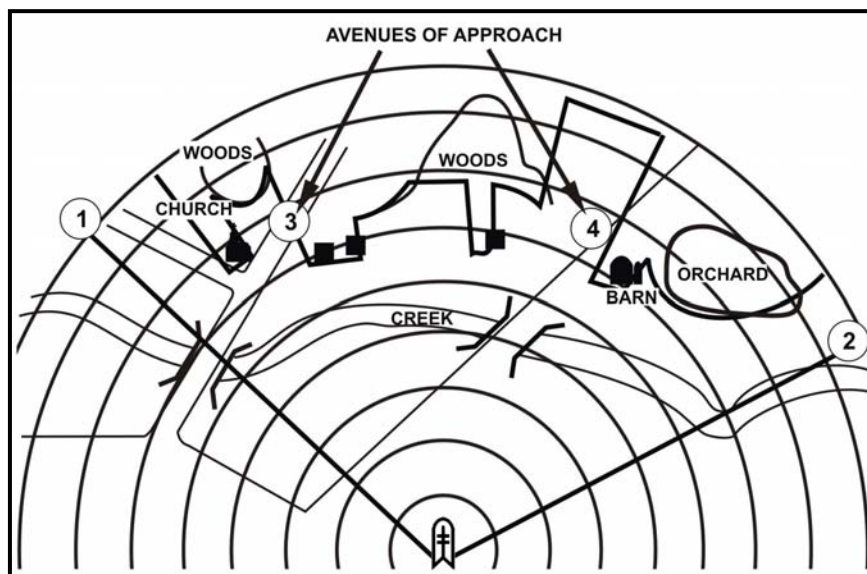 AVENUES OF APPROACH
WOODS
WOODS
CHURCH
1
3
4
ORCHARD
BARN
CREEK
2